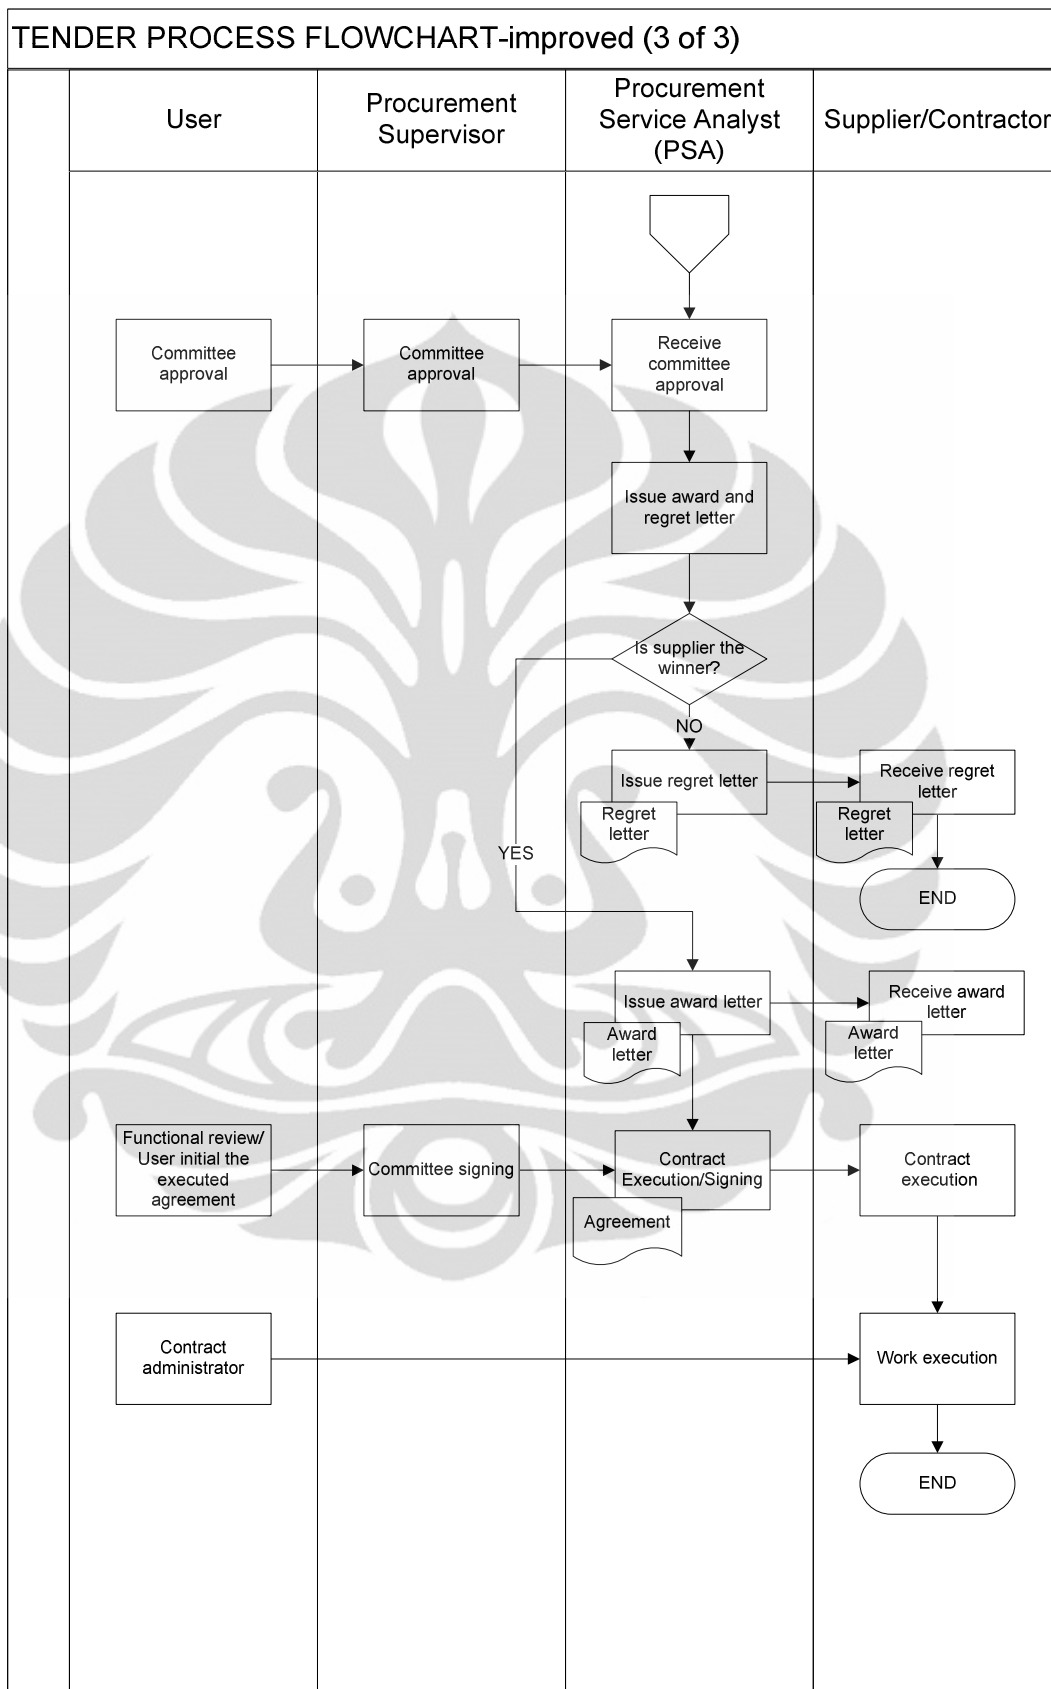 TENDER PROCESS FLOWCHART-improved (3 of 3)
User
Procurement
Supervisor
Procurement
Service Analyst
(PSA)
Supplier/Contractor
Committee
approval
Committee
approval
Receive
committee
approval
Issue award and
regret letter
Is supplier the
winner?
NO
YES
Issue regret letter
Regret
letter
Receive regret
letter
Regret
letter
END
Issue award letter
Award
letter
Receive award
letter
Award
letter
Functional review/
User initial the
executed
agreement
Committee signing
Contract
Execution/Signing
Agreement
Contract
execution
Contract
administrator
Work execution
END